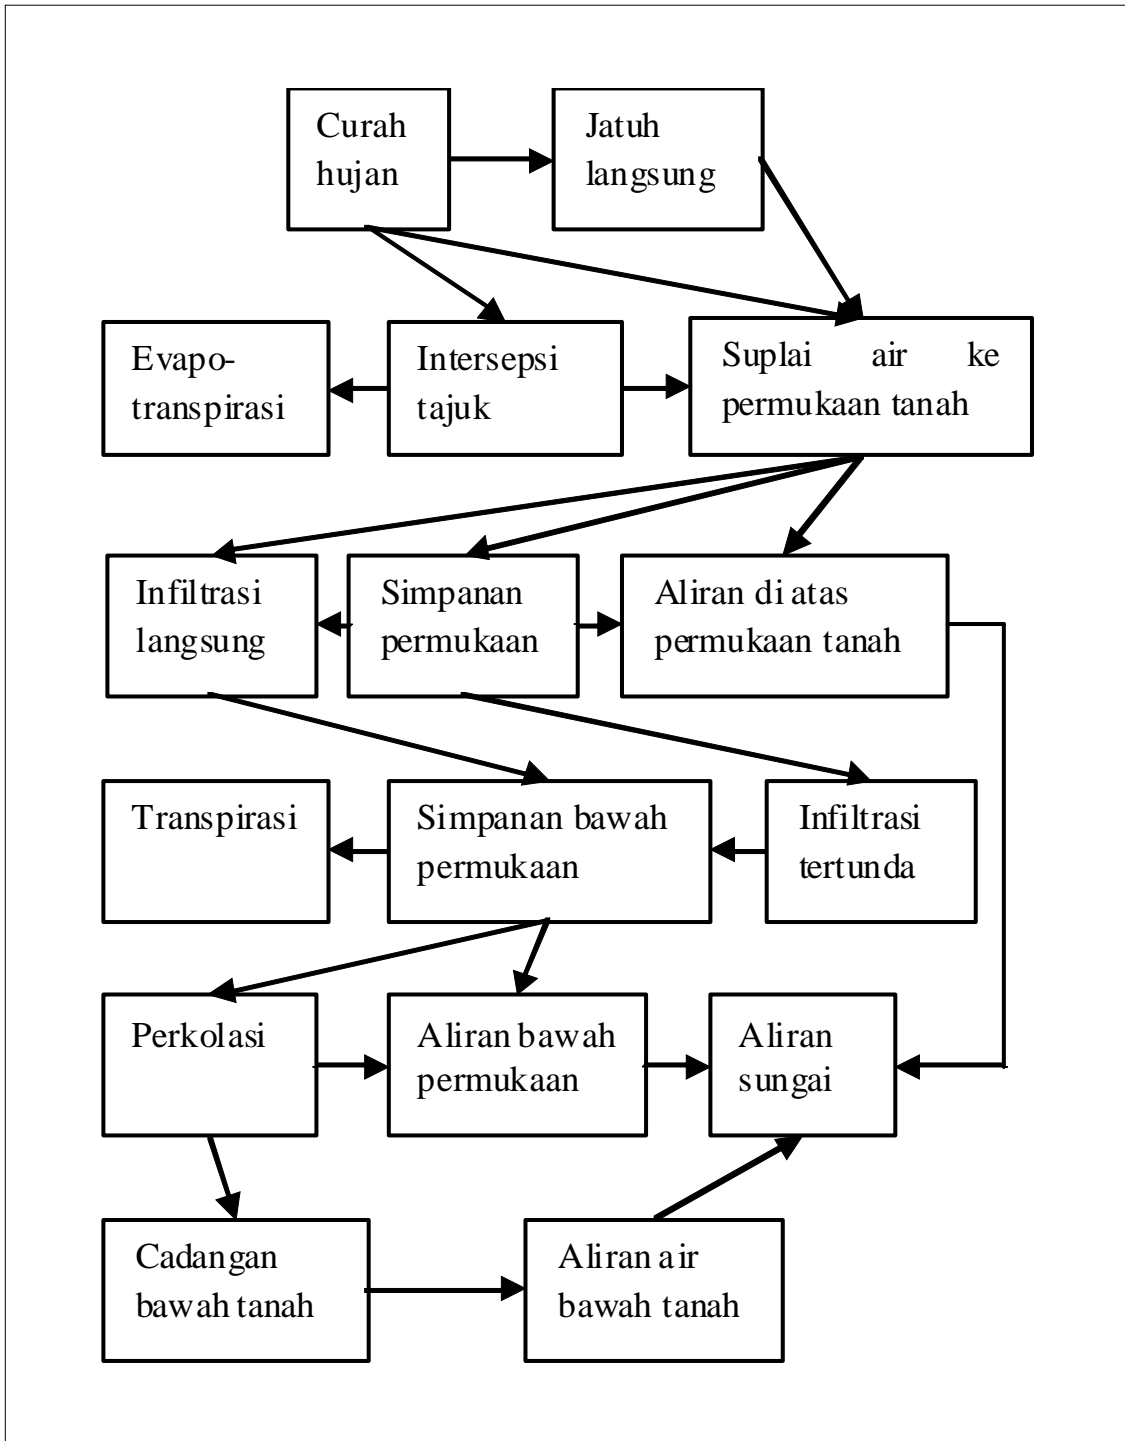 Curah
hujan
Jatuh
langsung
Evapo-
transpirasi
Intersepsi
tajuk
Suplai air ke
permukaan tanah
Infiltrasi
langsung
Simpanan
permukaan
Aliran di atas
permukaan tanah
Transpirasi
Simpanan bawah
permukaan
Infiltrasi
tertunda
Perkolasi
Aliran bawah
permukaan
Aliran
sungai
Cadangan
bawah tanah
Aliran air
bawah tanah